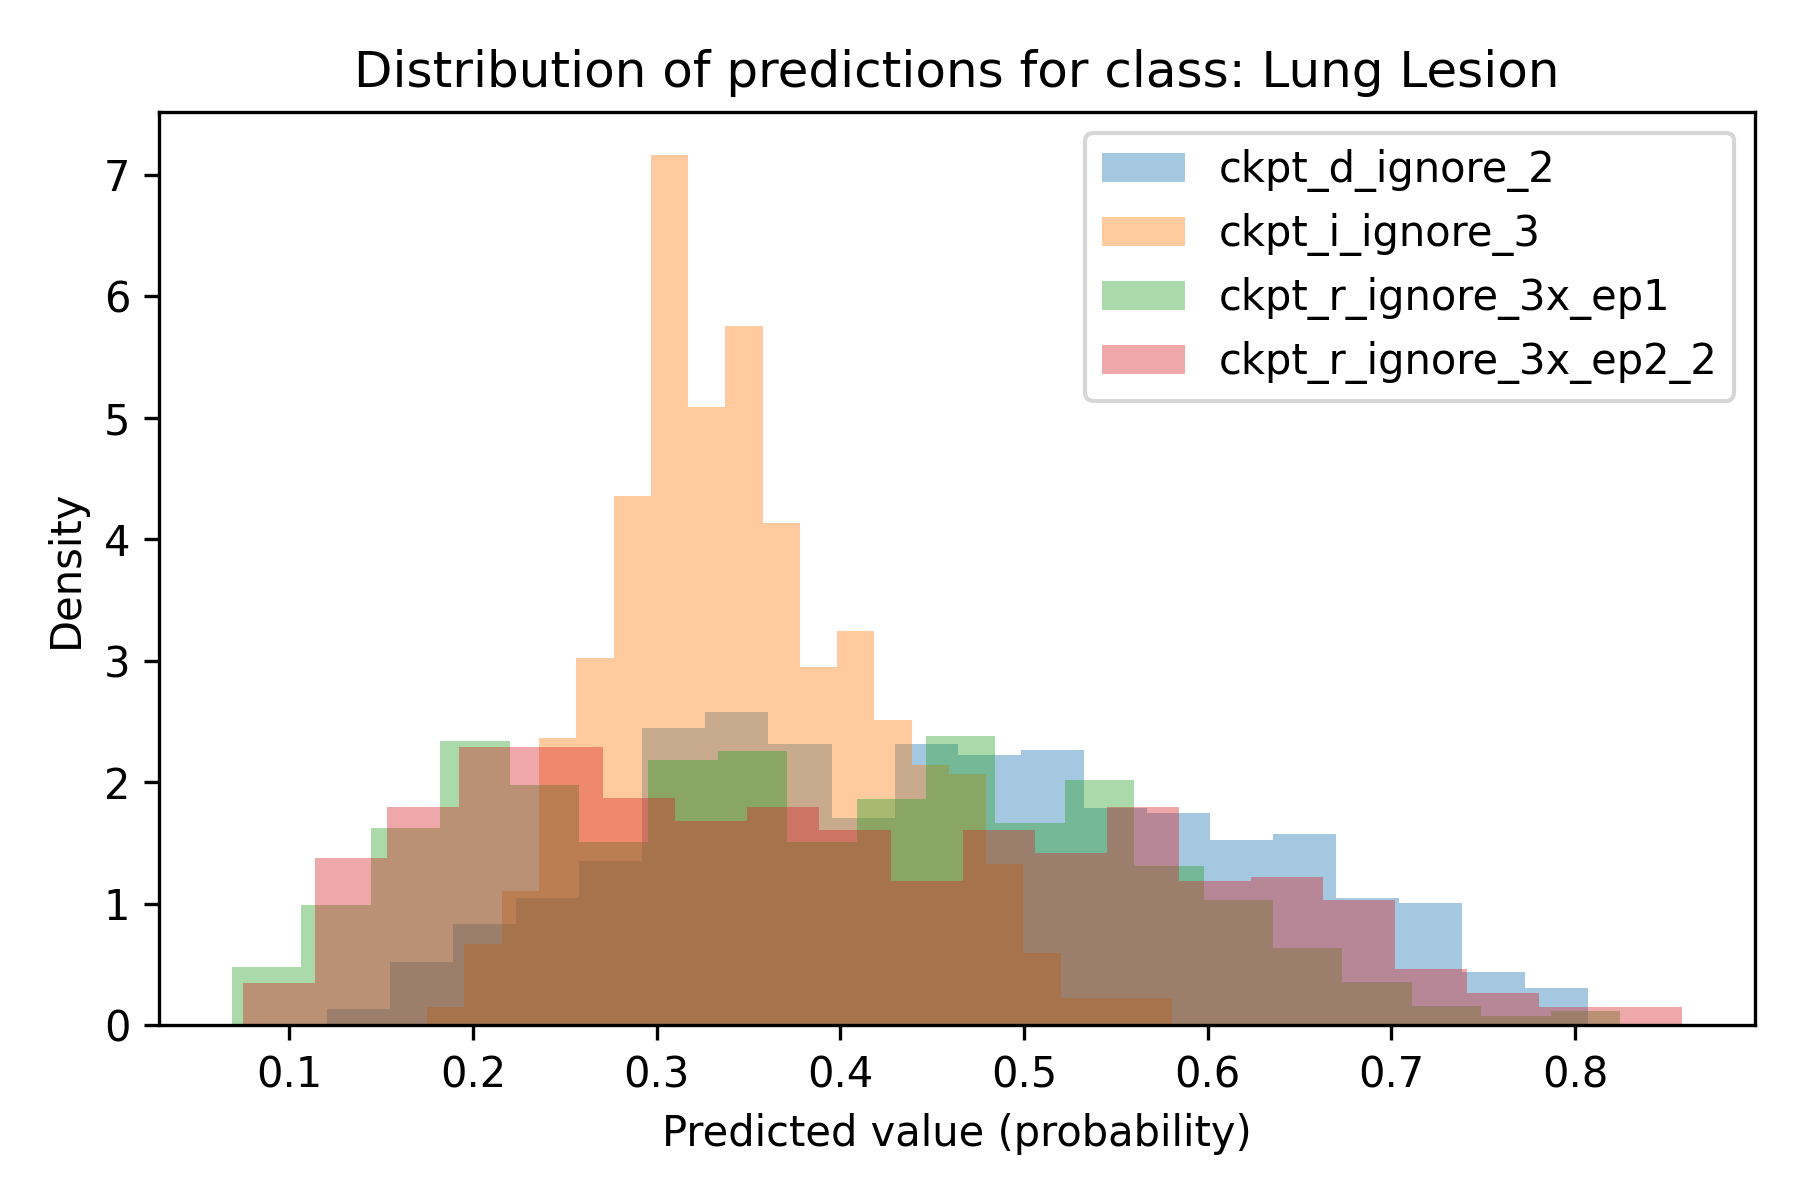 Distribution of predictions for class: Lung Lesion
ckpt_d_ignore_2
ckpt_i_ignore_3
ckpt_r_ignore_3x_ep1
ckpt_r_ignore_3x_ep2_2
Density
7
6
5
4
3
2
1
0
0.1 0.2 0.3 0.4 0.5 0.6 0.7 0.8
Predicted value (probability)